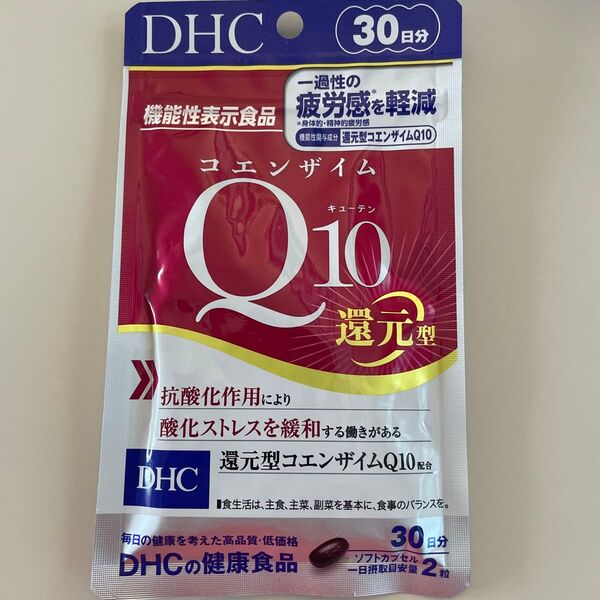 DHC
30日分
一過性の
疲労感※を軽減
※身体的・精神的疲労感
機能性関与成分 還元型コエンザイムQ10
機能性表示食品
コエンザイム
キューテン
Q10
還元型
抗酸化作用により
酸化ストレスを緩和する働きがある
DHC
還元型コエンザイムQ10配合
■食生活は、主食、主菜、副菜を基本に、食事のバランスを。
毎日の健康を考えた高品質・低価格
DHCの健康食品
30日分
ソフトカプセル
一日摂取目安量 2粒